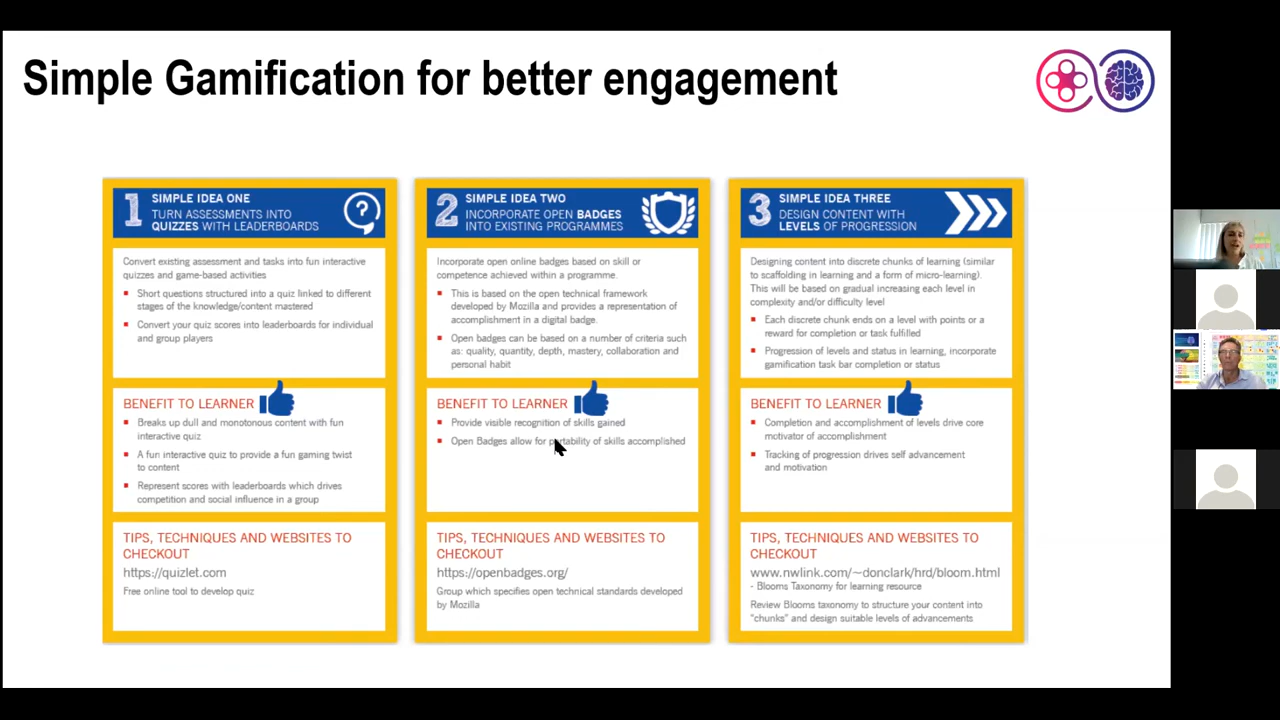 Simple Gamification for better engagement
1
SIMPLE IDEA ONE
TURN ASSESSMENTS INTO
QUIZZES WITH LEADERBOARDS
?
Convert existing assessment and tasks into fun interactive
quizzes and game-based activities
Short questions structured into a quiz linked to different
stages of the knowledge/content mastered
Convert your quiz scores into leaderboards for individual
and group players
BENEFIT TO LEARNER
Breaks up dull and monotonous content with fun
interactive quiz
A fun interactive quiz to provide a fun gaming twist
to content
Represent scores with leaderboards which drives
competition and social influence in a group
TIPS, TECHNIQUES AND WEBSITES TO
CHECKOUT
https://quizlet.com
Free online tool to develop quiz
2
SIMPLE IDEA TWO
INCORPORATE OPEN BADGES
INTO EXISTING PROGRAMMES
Incorporate open online badges based on skill or
competence achieved within a programme.
This is based on the open technical framework
developed by Mozilla and provides a representation of
accomplishment in a digital badge.
Open badges can be based on a number of criteria such
as: quality, quantity, depth, mastery, collaboration and
personal habit
BENEFIT TO LEARNER
Provide visible recognition of skills gained
Open Badges allow for portability of skills accomplished
TIPS, TECHNIQUES AND WEBSITES TO
CHECKOUT
https://openbadges.org/
Group which specifies open technical standards developed
by Mozilla
3
SIMPLE IDEA THREE
DESIGN CONTENT WITH
LEVELS OF PROGRESSION
Designing content into discrete chunks of learning (similar
to scaffolding in learning and a form of micro-learning).
This will be based on gradual increasing each level in
complexity and/or difficulty level
Each discrete chunk ends on a level with points or a
reward for completion or task fulfilled
Progression of levels and status in learning, incorporate
gamification task bar completion or status
BENEFIT TO LEARNER
Completion and accomplishment of levels drive core
motivator of accomplishment
Tracking of progression drives self advancement
and motivation
TIPS, TECHNIQUES AND WEBSITES TO
CHECKOUT
www.nwlink.com/~donclark/hrd/bloom.html
- Blooms Taxonomy for learning resource
Review Blooms taxonomy to structure your content into
"chunks" and design suitable levels of advancements